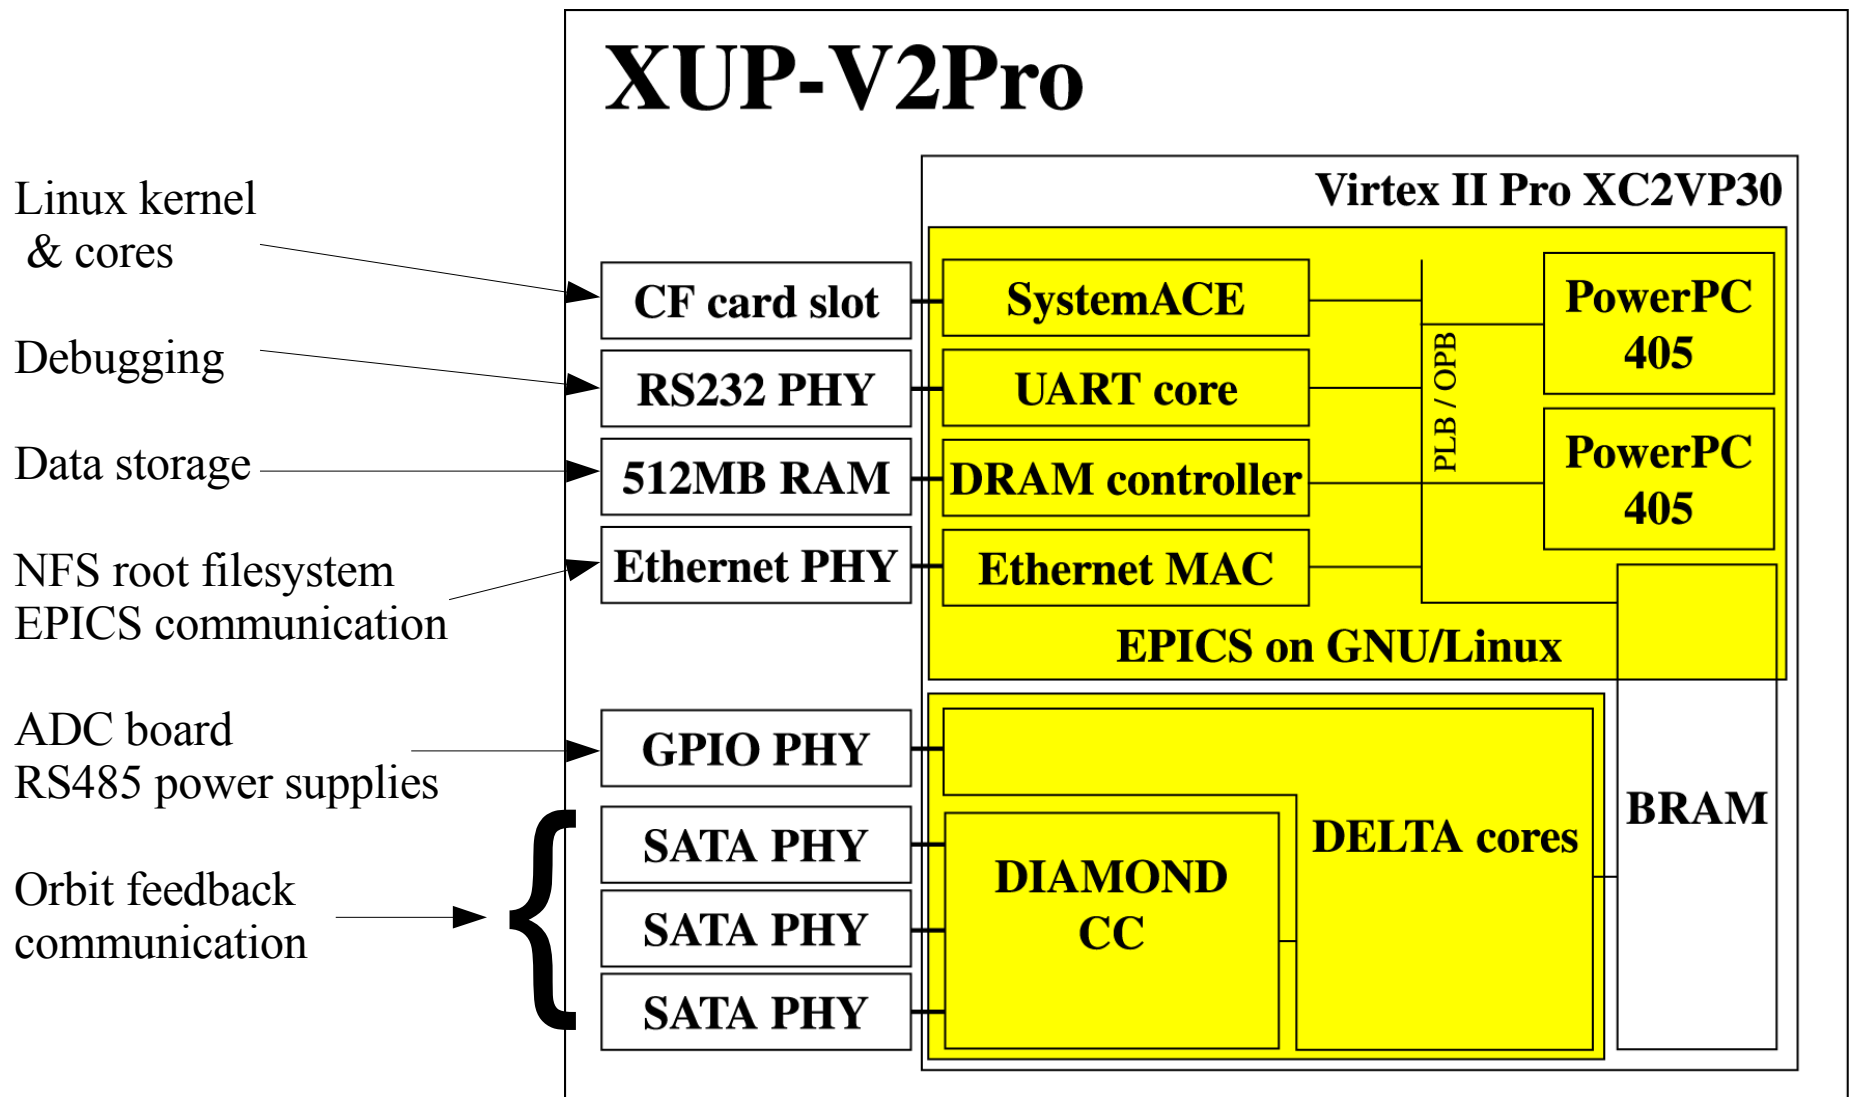 XUP-V2Pro
Virtex II Pro XC2VP30
Linux kernel
& cores
CF card slot
SystemACE
PowerPC
405
Debugging
RS232 PHY
UART core
PLB / OPB
Data storage
512MB RAM
DRAM controller
PowerPC
405
NFS root filesystem
EPICS communication
Ethernet PHY
Ethernet MAC
EPICS on GNU/Linux
ADC board
RS485 power supplies
GPIO PHY
DELTA cores
BRAM
Orbit feedback
communication
{
SATA PHY
SATA PHY
SATA PHY
DIAMOND
CC